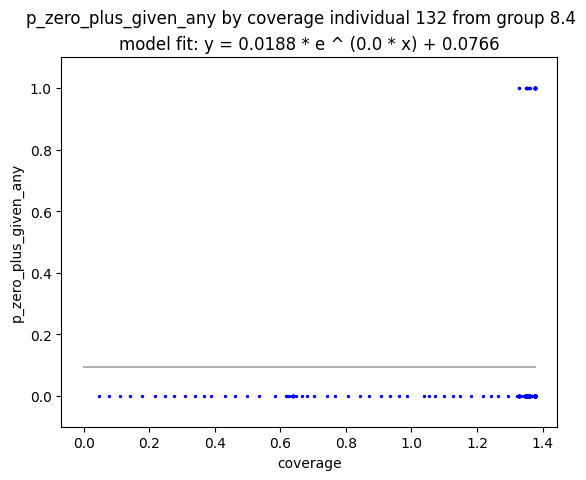 p_zero_plus_given_any by coverage individual 132 from group 8.4
model fit: y = 0.0188 * e ^ (0.0 * x) + 0.0766
1.0
0.8
0.6
0.4
0.2
0.0
p_zero_plus_given_any
0.0 0.2 0.4 0.6 0.8 1.0 1.2 1.4
coverage